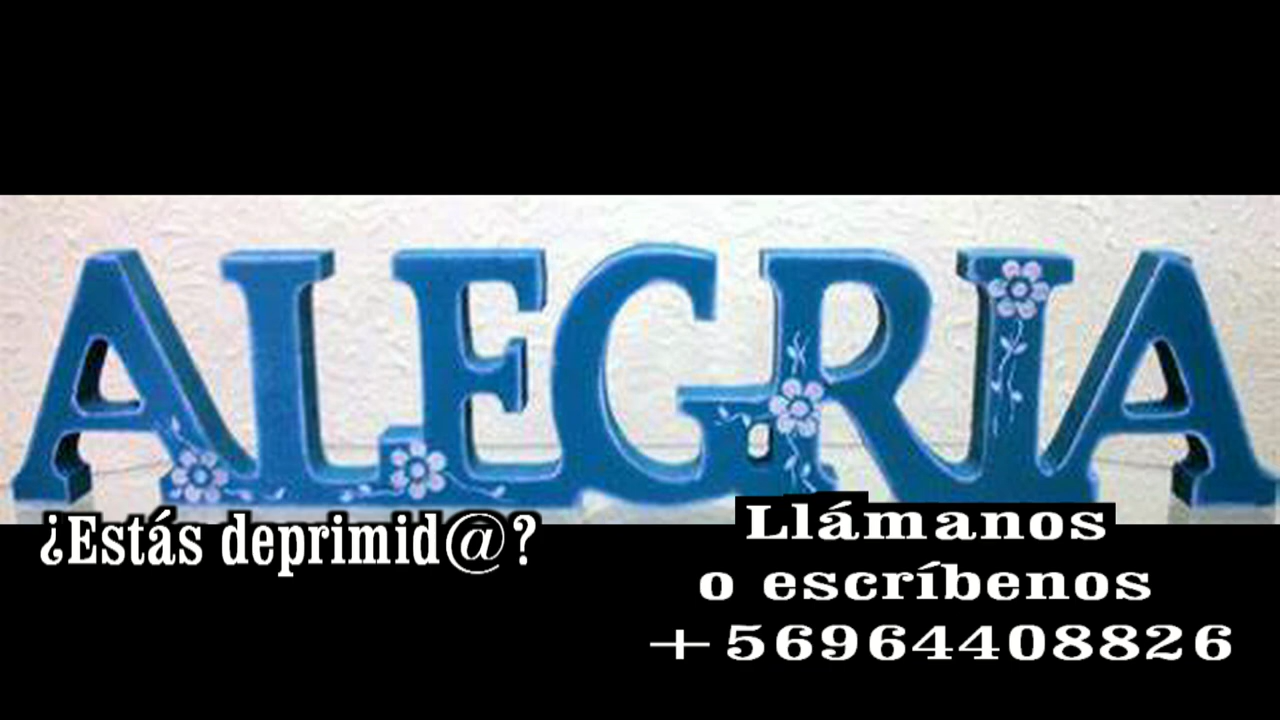 ALEGRIA
¿Estás deprimid@?
Llámanos
o escríbenos
+56964408826